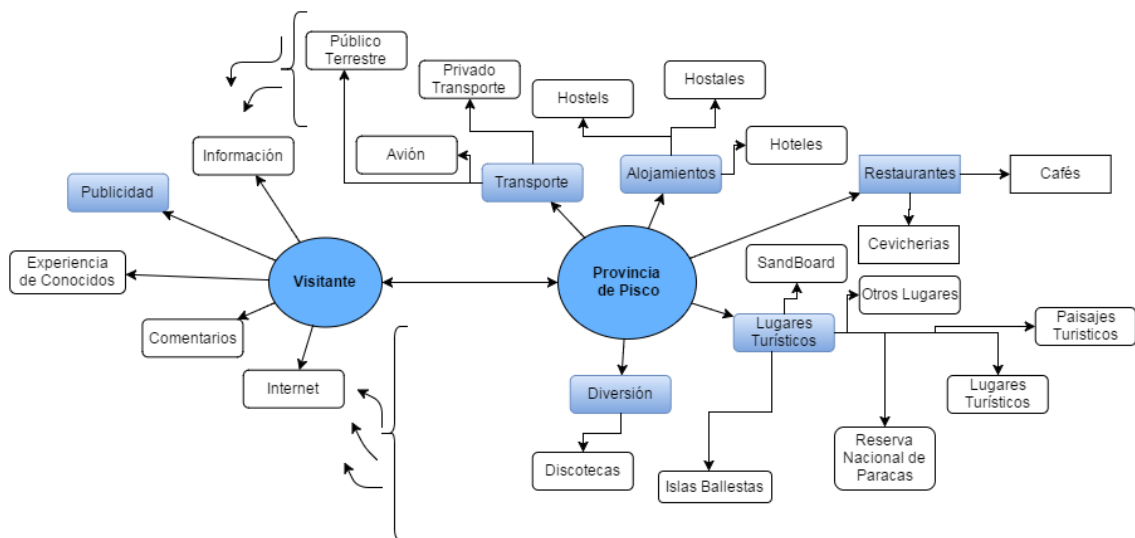 Público
Terrestre
Privado
Transporte
Hostels
Hostales
Información
Avión
Hoteles
Publicidad
Transporte
Alojamientos
Restaurantes
Cafés
Cevicherias
Experiencia
de Conocidos
Visitante
Provincia
de Pisco
SandBoard
Otros Lugares
Paisajes
Turisticos
Comentarios
Lugares
Turísticos
Internet
Diversión
Lugares
Turísticos
Discotecas
Islas Ballestas
Reserva
Nacional de
Paracas